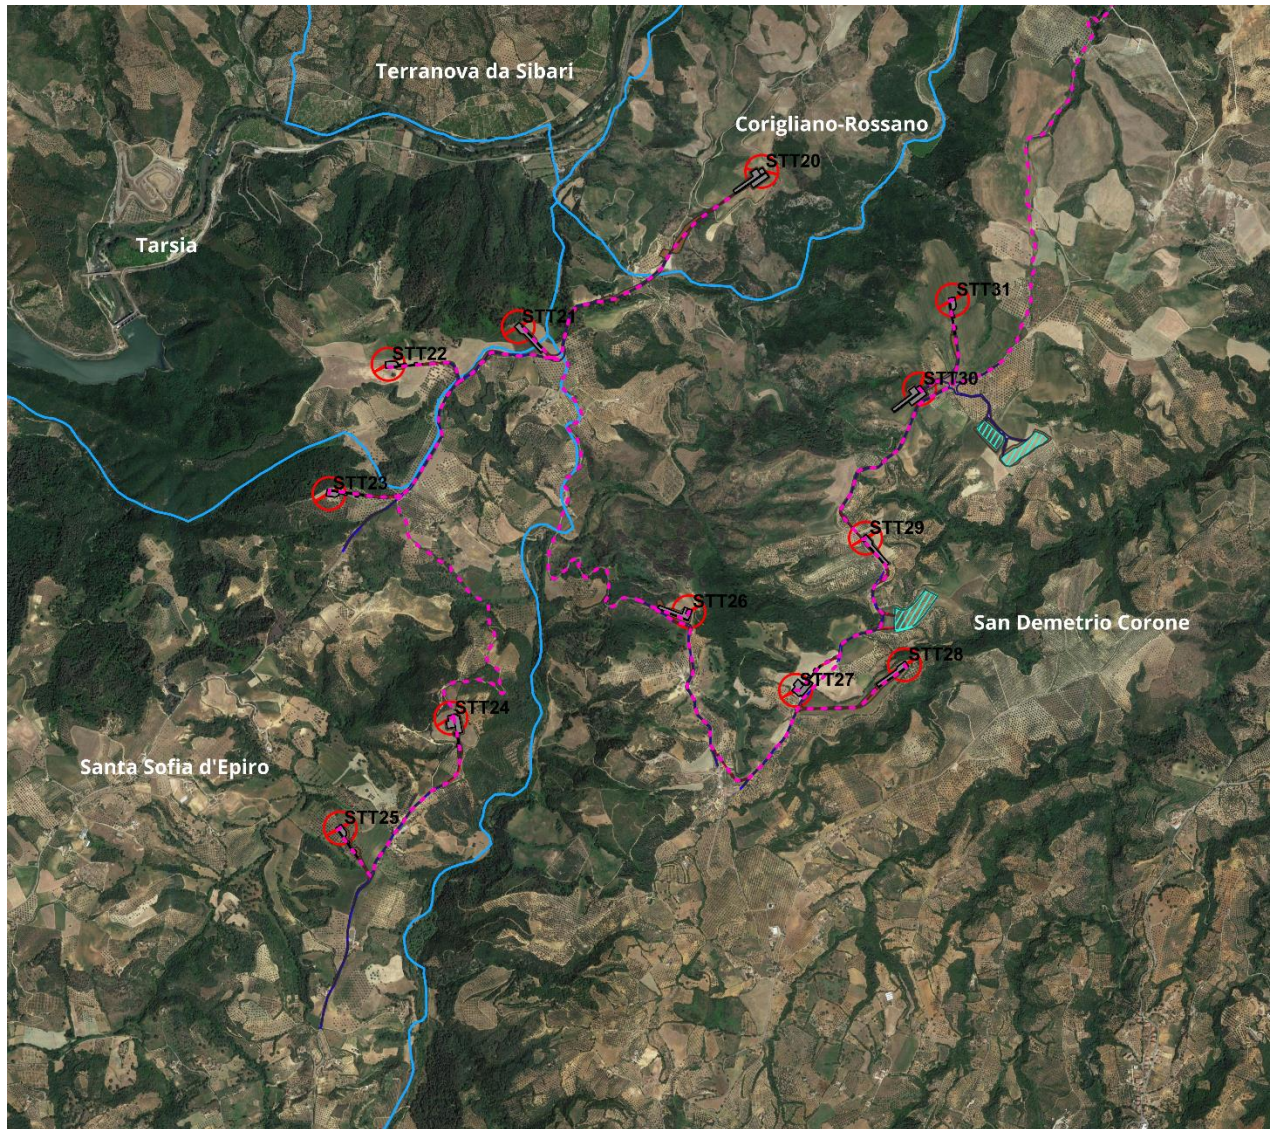 Terranova da Sibari
Corigliano-Rossano
STT20
Tarsia
STT31
STT21
STT22
STT30
STT23
STT29
STT26
San Demetrio Corone
STT28
STT27
STT24
Santa Sofia d'Epiro
STT25